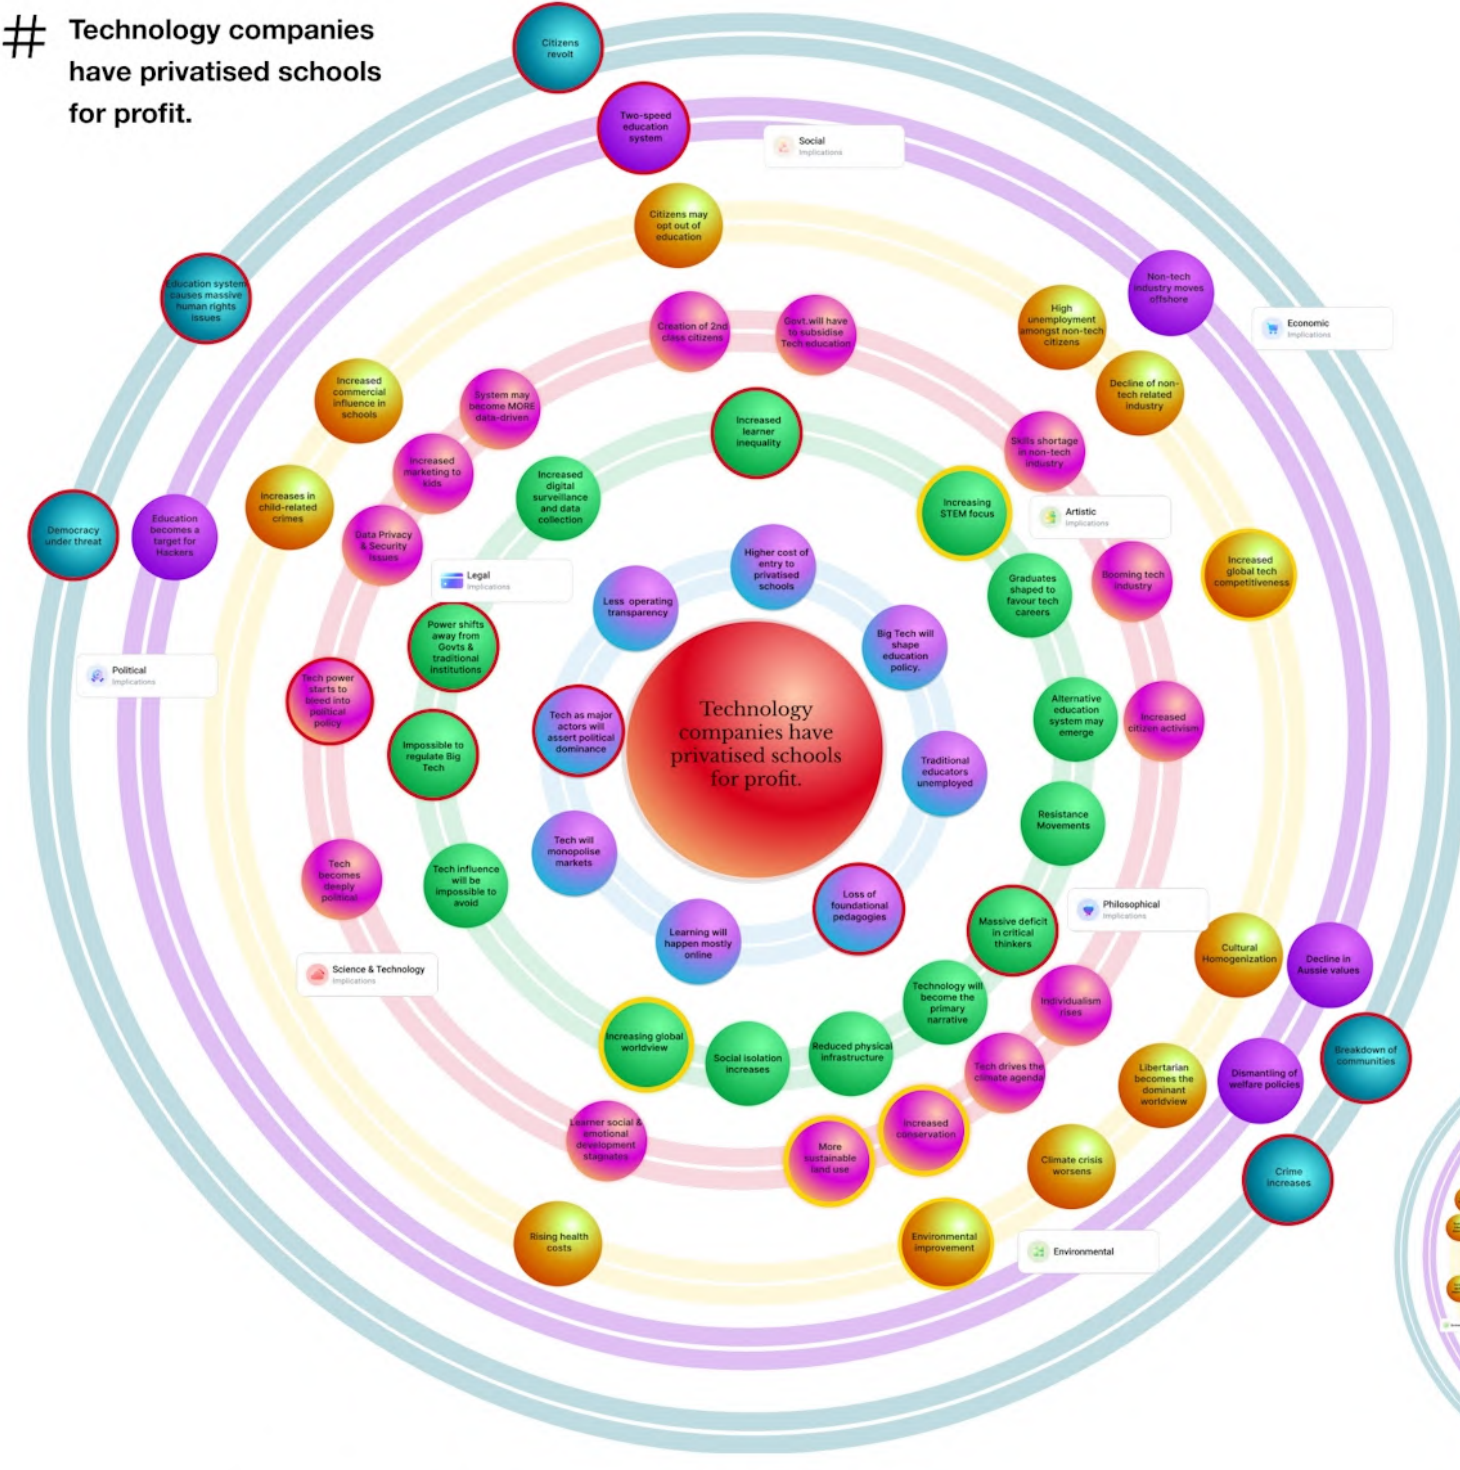 #
Technology companies
have privatised schools
for profit.
Citizens
revolt
Two-speed
education
system
Social
Implications
Citizens may
opt out of
education
Education system
causes massive
human rights
issues
Non-tech
industry moves
offshore
Economic
Implications
High
unemployment
amongst non-tech
citizens
Creation of 2nd
class citizens
Govt.will have
to subsidise
Tech education
Increased
commercial
influence in
schools
System may
become MORE
data-driven
Decline of non-
tech related
industry
Increased
learner
inequality
Skills shortage
in non-tech
industry
Increased
marketing to
kids
Increased
digital
surveillance
and data
collection
Increases in
child-related
crimes
Increasing
STEM focus
Artistic
Implications
Democracy
under threat
Education
becomes a
target for
Hackers
Data Privacy
& Security
Issues
Higher cost of
entry to
privatised
schools
Legal
Implications
Graduates
shaped to
favour tech
careers
Booming tech
industry
Increased
global tech
competitiveness
Less operating
transparency
Power shifts
away from
Govts &
traditional
institutions
Big Tech will
shape
education
policy.
Political
Implications
Tech power
starts to
bleed into
political
policy
Tech as major
actors will
assert political
dominance
Technology
companies have
privatised schools
for profit.
Alternative
education
system may
emerge
Increased
citizen activism
Impossible to
regulate Big
Tech
Traditional
educators
unemployed
Resistance
Movements
Tech will
monopolise
markets
Tech
becomes
deeply
political
Tech influence
will be
impossible to
avoid
Loss of
foundational
pedagogies
Massive deficit
in critical
thinkers
Philosophical
Implications
Learning will
happen mostly
online
Cultural
Homogenization
Decline in
Aussie values
Science & Technology
Implications
Technology will
become the
primary
narrative
Individualism
rises
Increasing global
worldview
Social isolation
increases
Reduced physical
infrastructure
Tech drives the
climate agenda
Libertarian
becomes the
dominant
worldview
Dismantling of
welfare policies
Breakdown of
communities
Learner social &
emotional
development
stagnates
More
sustainable
land use
Increased
conservation
Climate crisis
worsens
Crime
increases
Rising health
costs
Environmental
improvement
Environmental